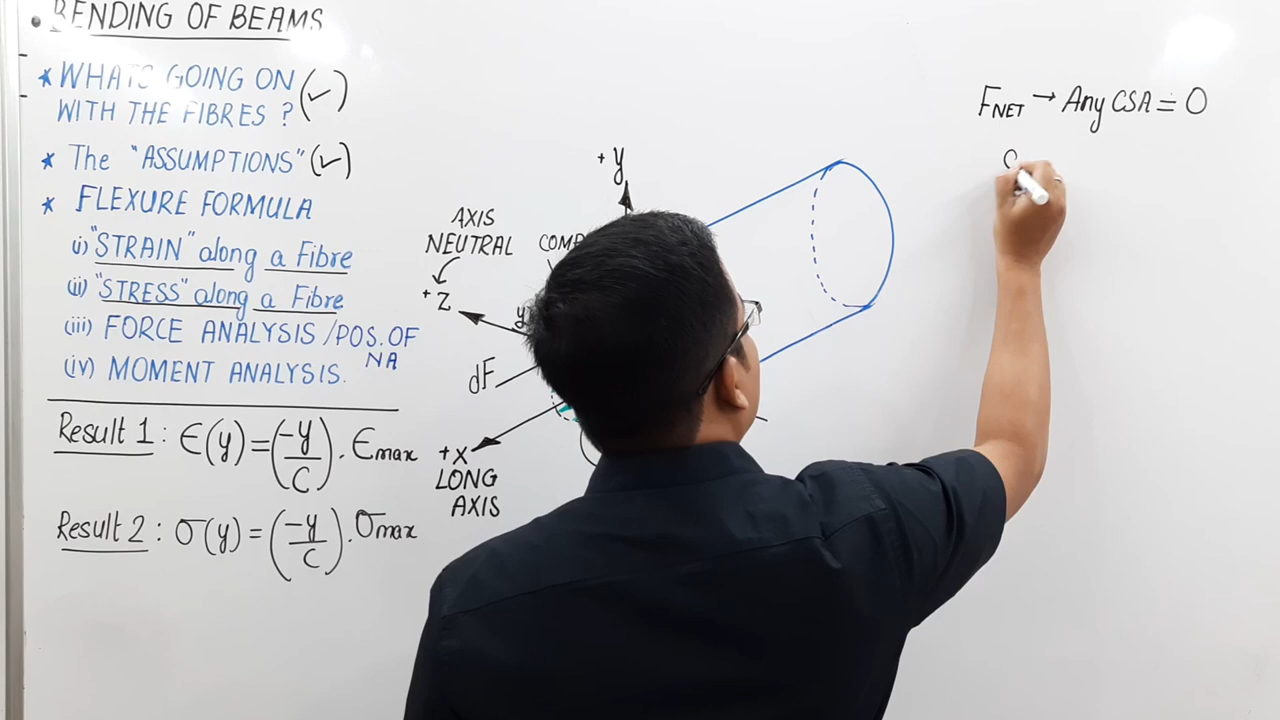 • BENDING OF BEAMS
* WHATS GOING ON
WITH THE FIBRES ? (✓)
* The "ASSUMPTIONS" (✓)
* FLEXURE FORMULA
(i) "STRAIN" along a Fibre
(ii) "STRESS" along a Fibre
(iii) FORCE ANALYSIS /POS. OF
NA
(iv) MOMENT ANALYSIS.
Result 1 : ϵ(y) = (-y/C) . ϵmax
Result 2 : σ(y) = (-y/C) . σmax
+y
AXIS
NEUTRAL
+z
y
dF
+x
LONG
AXIS
FNET → Any CSA = 0